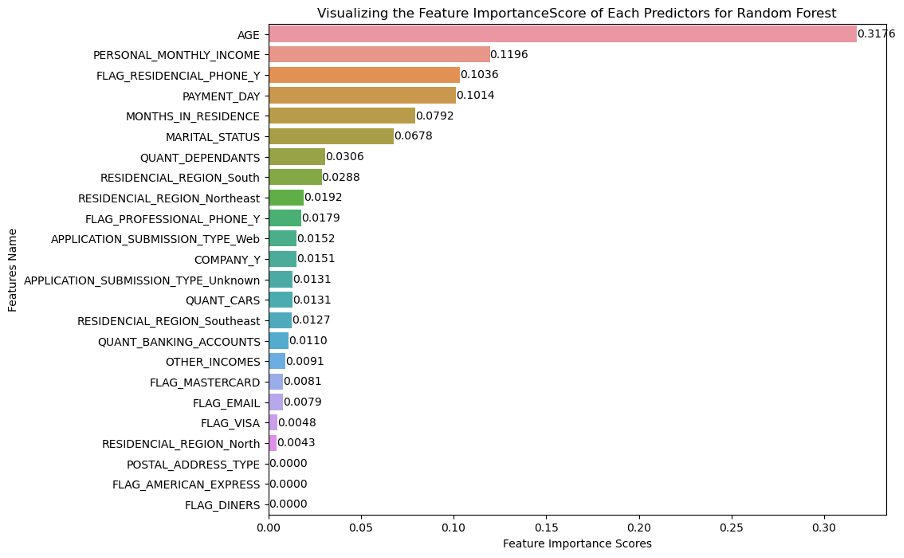 Visualizing the Feature ImportanceScore of Each Predictors for Random Forest
Features Name
AGE 0.3176
PERSONAL_MONTHLY_INCOME 0.1196
FLAG_RESIDENCIAL_PHONE_Y 0.1036
PAYMENT_DAY 0.1014
MONTHS_IN_RESIDENCE 0.0792
MARITAL_STATUS 0.0678
QUANT_DEPENDANTS 0.0306
RESIDENCIAL_REGION_South 0.0288
RESIDENCIAL_REGION_Northeast 0.0192
FLAG_PROFESSIONAL_PHONE_Y 0.0179
APPLICATION_SUBMISSION_TYPE_Web 0.0152
COMPANY_Y 0.0151
APPLICATION_SUBMISSION_TYPE_Unknown 0.0131
QUANT_CARS 0.0131
RESIDENCIAL_REGION_Southeast 0.0127
QUANT_BANKING_ACCOUNTS 0.0110
OTHER_INCOMES 0.0091
FLAG_MASTERCARD 0.0081
FLAG_EMAIL 0.0079
FLAG_VISA 0.0048
RESIDENCIAL_REGION_North 0.0043
POSTAL_ADDRESS_TYPE 0.0000
FLAG_AMERICAN_EXPRESS 0.0000
FLAG_DINERS 0.0000
0.00 0.05 0.10 0.15 0.20 0.25 0.30
Feature Importance Scores